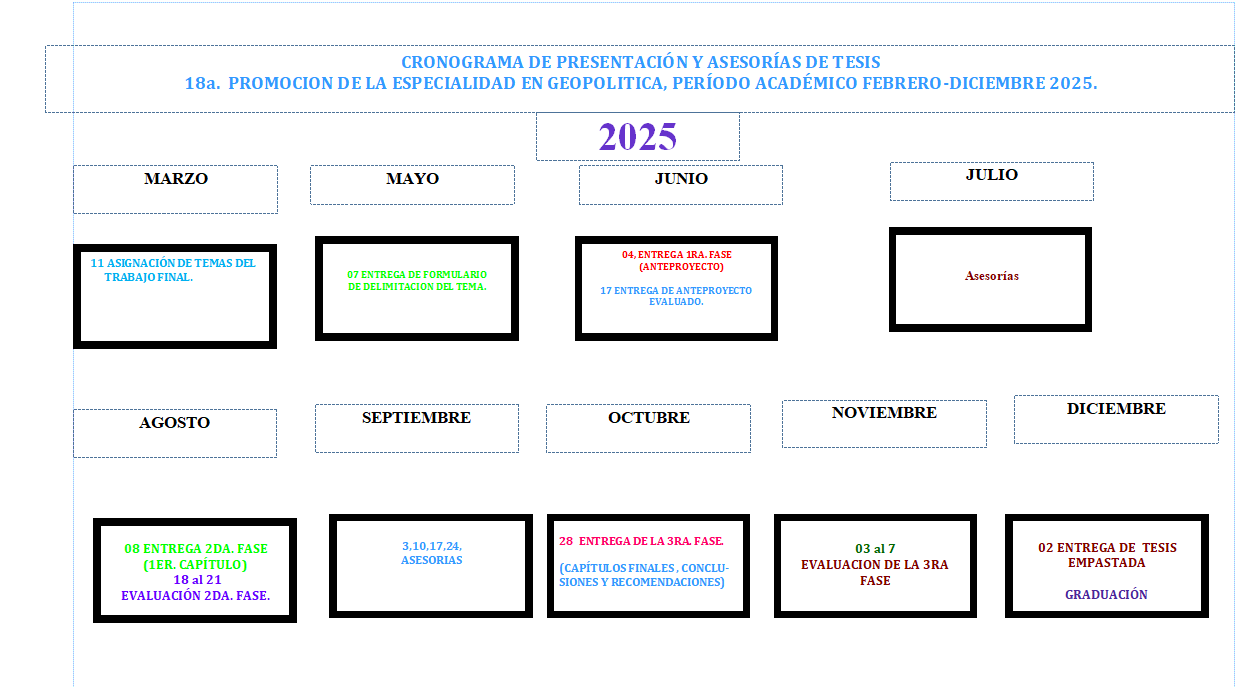 CRONOGRAMA DE PRESENTACIÓN Y ASESORÍAS DE TESIS
18a. PROMOCION DE LA ESPECIALIDAD EN GEOPOLITICA, PERÍODO ACADÉMICO FEBRERO-DICIEMBRE 2025.
2025
MARZO
MAYO
JUNIO
JULIO
11 ASIGNACIÓN DE TEMAS DEL
TRABAJO FINAL.
07 ENTREGA DE FORMULARIO
DE DELIMITACION DEL TEMA.
04, ENTREGA 1RA. FASE
(ANTEPROYECTO)
17 ENTREGA DE ANTEPROYECTO
EVALUADO.
Asesorías
AGOSTO
SEPTIEMBRE
OCTUBRE
NOVIEMBRE
DICIEMBRE
08 ENTREGA 2DA. FASE
(1ER. CAPÍTULO)
18 al 21
EVALUACIÓN 2DA. FASE.
3,10,17,24,
ASESORIAS
28 ENTREGA DE LA 3RA. FASE.
(CAPÍTULOS FINALES , CONCLU-
SIONES Y RECOMENDACIONES)
03 al 7
EVALUACION DE LA 3RA
FASE
02 ENTREGA DE TESIS
EMPASTADA
GRADUACIÓN